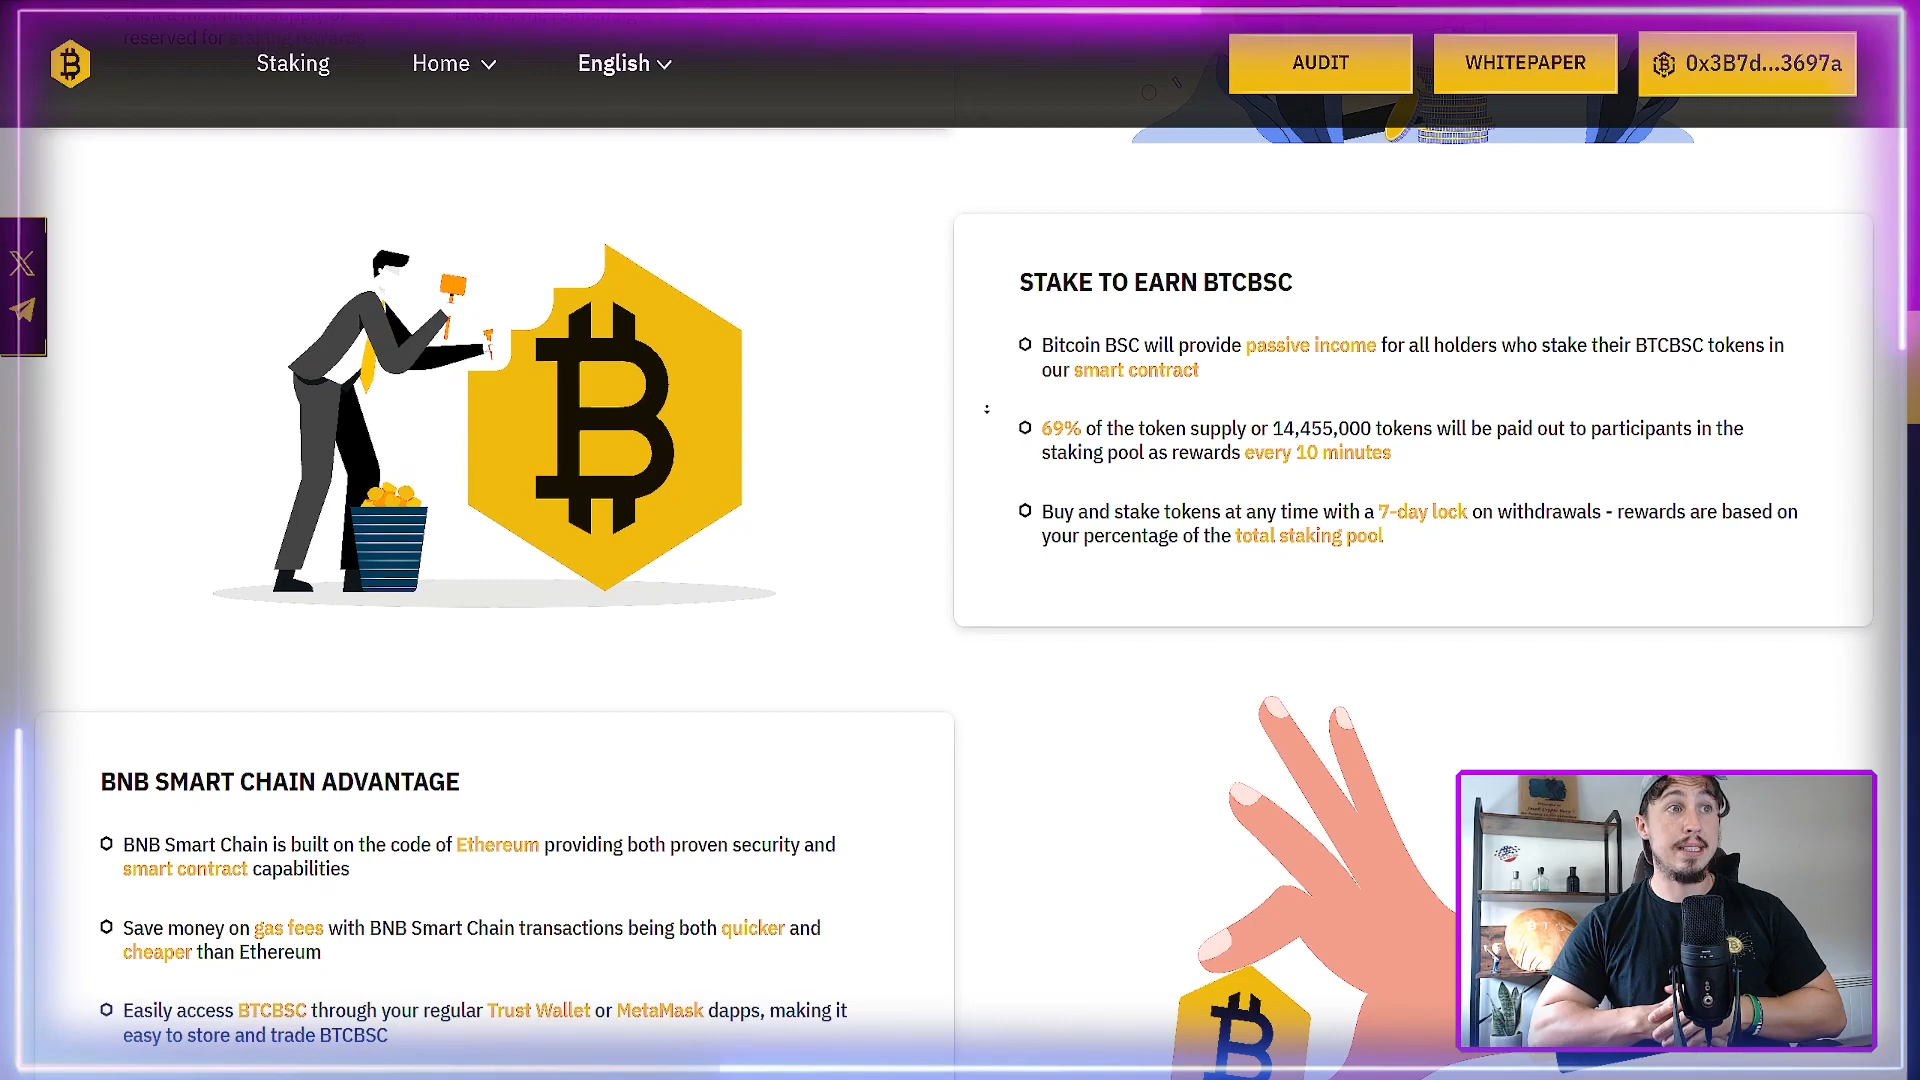 reserved for staking rewards
Staking
Home
English
AUDIT
WHITEPAPER
0x3B7d...3697a
STAKE TO EARN BTCBSC
Bitcoin BSC will provide passive income for all holders who stake their BTCBSC tokens in
our smart contract
69% of the token supply or 14,455,000 tokens will be paid out to participants in the
staking pool as rewards every 10 minutes
Buy and stake tokens at any time with a 7-day lock on withdrawals - rewards are based on
your percentage of the total staking pool
BNB SMART CHAIN ADVANTAGE
BNB Smart Chain is built on the code of Ethereum providing both proven security and
smart contract capabilities
Save money on gas fees with BNB Smart Chain transactions being both quicker and
cheaper than Ethereum
Easily access BTCBSC through your regular Trust Wallet or MetaMask dapps, making it
easy to store and trade BTCBSC